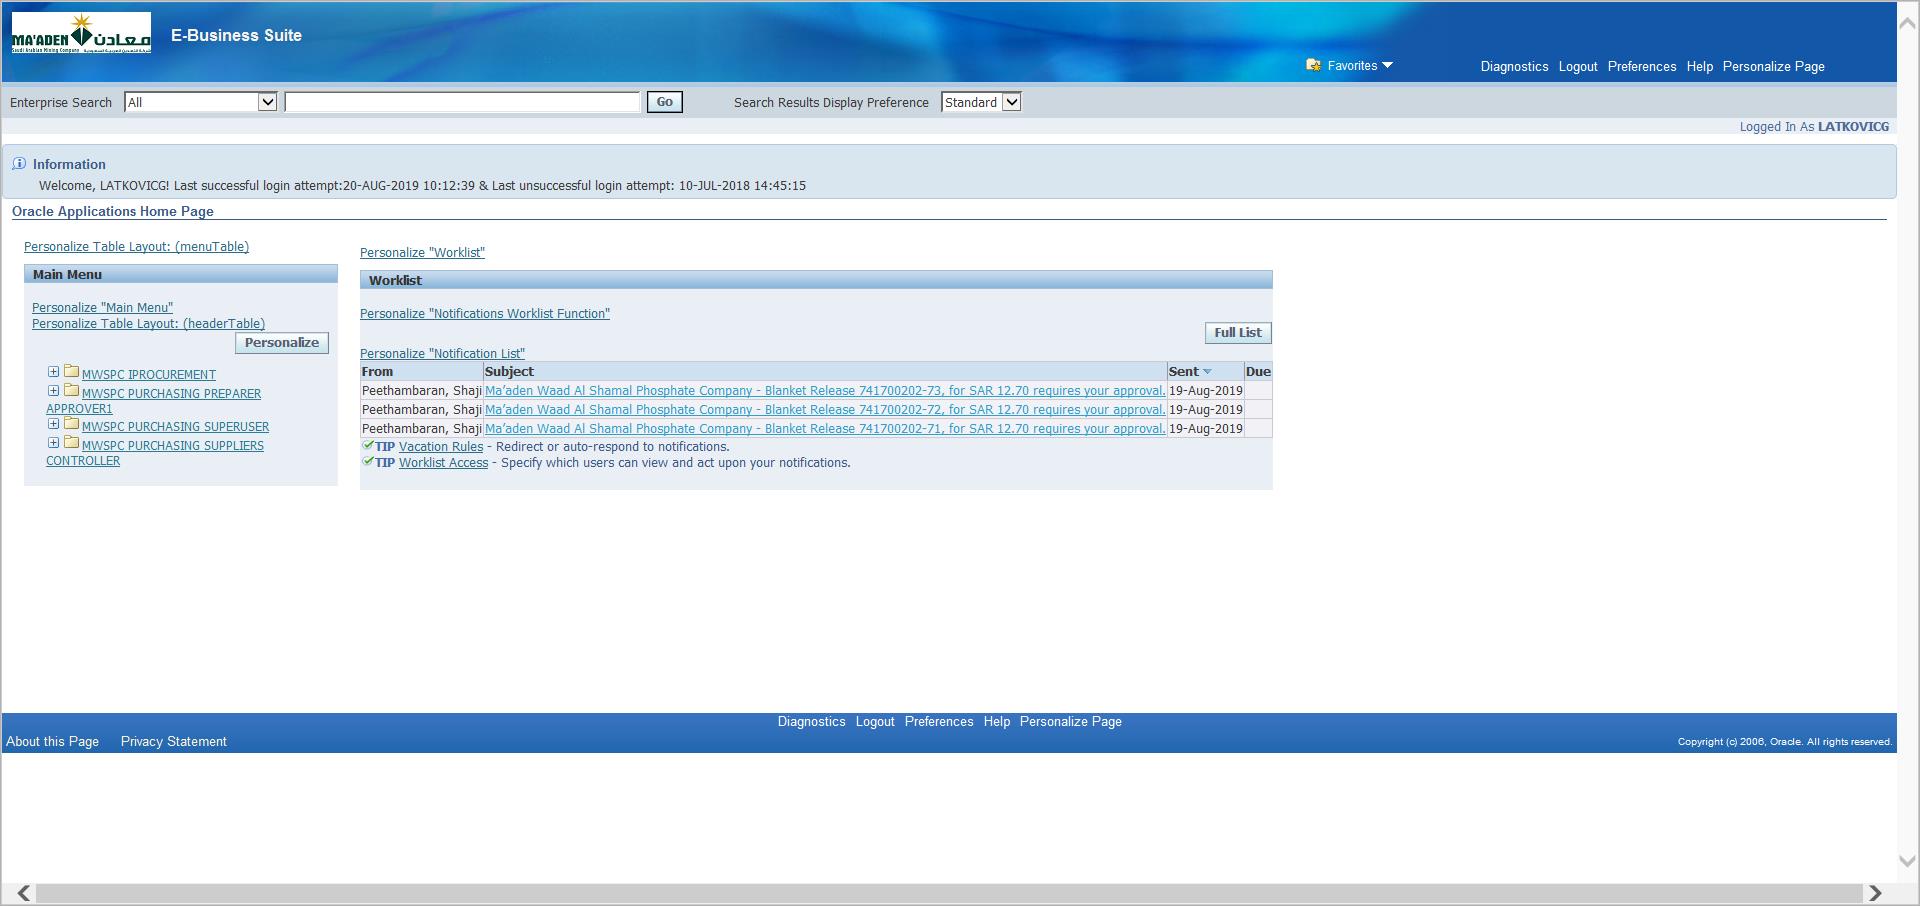 MA'ADEN معادن
Saudi Arabian Mining Company
E-Business Suite
Favorites
Diagnostics Logout Preferences Help Personalize Page
Enterprise Search All Go Search Results Display Preference Standard
Logged In As LATKOVICG
Information
Welcome, LATKOVICG! Last successful login attempt:20-AUG-2019 10:12:39 & Last unsuccessful login attempt: 10-JUL-2018 14:45:15
Oracle Applications Home Page
Personalize Table Layout: (menuTable)
Main Menu
Personalize "Main Menu"
Personalize Table Layout: (headerTable)
Personalize
MWSPC IPROCUREMENT
MWSPC PURCHASING PREPARER
APPROVER1
MWSPC PURCHASING SUPERUSER
MWSPC PURCHASING SUPPLIERS
CONTROLLER
Personalize "Worklist"
Worklist
Personalize "Notifications Worklist Function"
Full List
Personalize "Notification List"
From Subject Sent Due
Peethambaran, Shaji Ma'aden Waad Al Shamal Phosphate Company - Blanket Release 741700202-73, for SAR 12.70 requires your approval. 19-Aug-2019
Peethambaran, Shaji Ma'aden Waad Al Shamal Phosphate Company - Blanket Release 741700202-72, for SAR 12.70 requires your approval. 19-Aug-2019
Peethambaran, Shaji Ma'aden Waad Al Shamal Phosphate Company - Blanket Release 741700202-71, for SAR 12.70 requires your approval. 19-Aug-2019
TIP Vacation Rules - Redirect or auto-respond to notifications.
TIP Worklist Access - Specify which users can view and act upon your notifications.
Diagnostics Logout Preferences Help Personalize Page
About this Page Privacy Statement
Copyright (c) 2006, Oracle. All rights reserved.